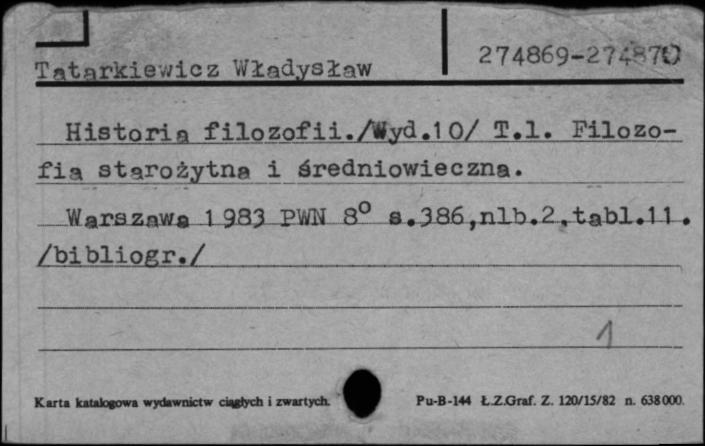 274869-274870
Tatarkiewicz Władysław
Historia filozofii./Wyd.10/ T.1. Filozo-
fia starożytna i średniowieczna.
Warszawa 1983 PWN 8° s.386,nlb.2,tabl.11.
/bibliogr./
1
Karta katalogowa wydawnictw ciągłych i zwartych. Pu-B-144 Ł.Z.Graf. Z. 120/15/82 n. 638000.